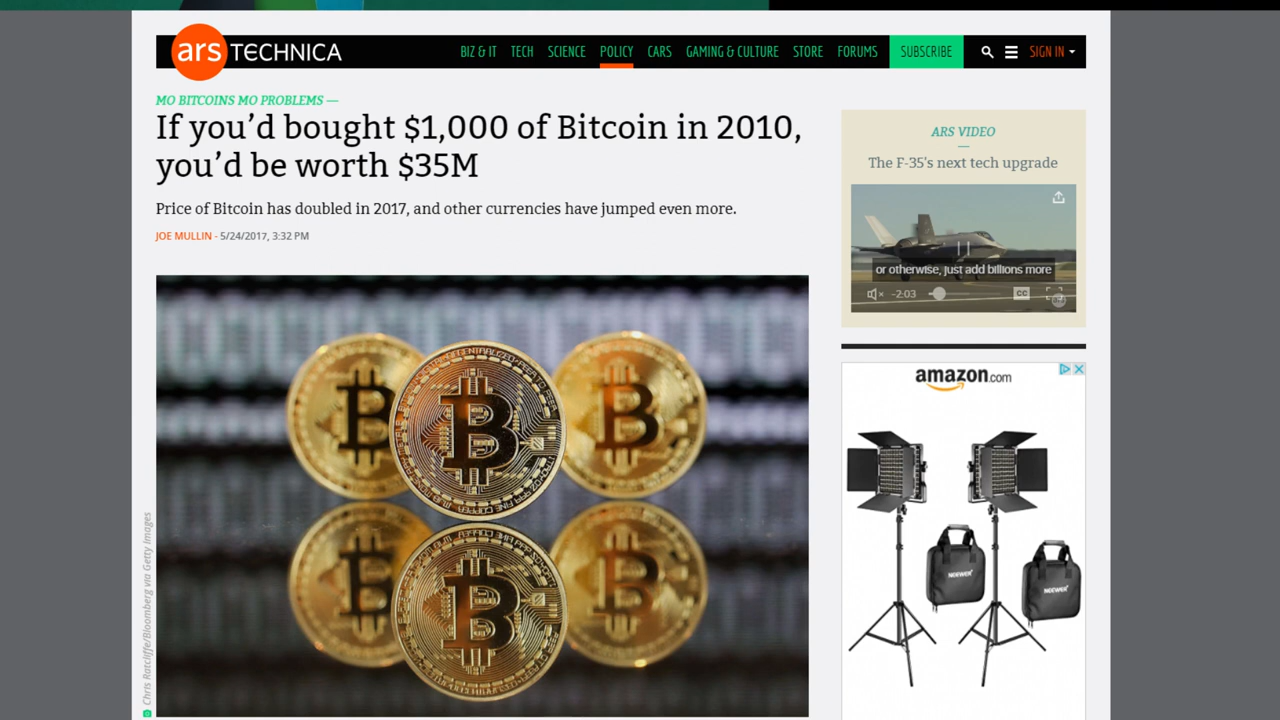 ars TECHNICA
BIZ & IT TECH SCIENCE POLICY CARS GAMING & CULTURE STORE FORUMS SUBSCRIBE SIGN IN
MO BITCOINS MO PROBLEMS —
If you’d bought $1,000 of Bitcoin in 2010,
you’d be worth $35M
Price of Bitcoin has doubled in 2017, and other currencies have jumped even more.
JOE MULLIN - 5/24/2017, 3:32 PM
Chris Ratcliffe/Bloomberg via Getty Images
ARS VIDEO
The F-35's next tech upgrade
or otherwise, just add billions more
-2:03
CC
amazon.com
NEEWER
NEEWER